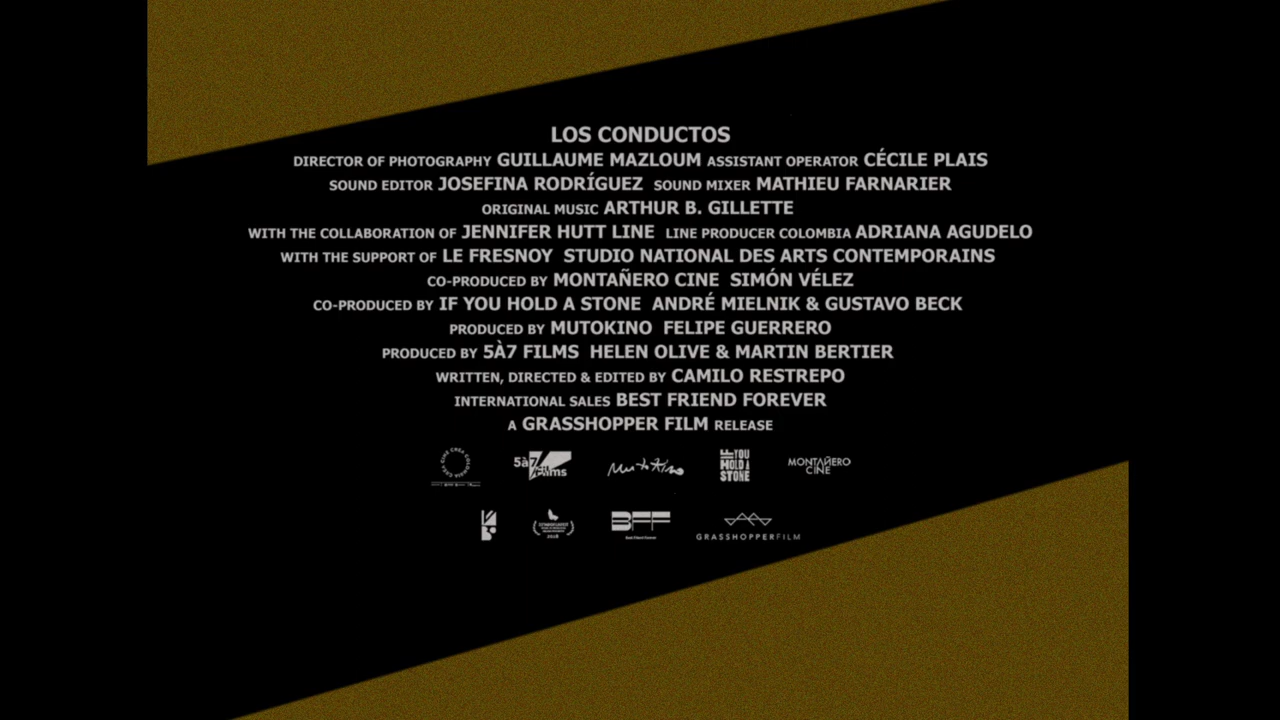 LOS CONDUCTOS
DIRECTOR OF PHOTOGRAPHY GUILLAUME MAZLOUM ASSISTANT OPERATOR CÉCILE PLAIS
SOUND EDITOR JOSEFINA RODRÍGUEZ SOUND MIXER MATHIEU FARNARIER
ORIGINAL MUSIC ARTHUR B. GILLETTE
WITH THE COLLABORATION OF JENNIFER HUTT LINE LINE PRODUCER COLOMBIA ADRIANA AGUDELO
WITH THE SUPPORT OF LE FRESNOY STUDIO NATIONAL DES ARTS CONTEMPORAINS
CO-PRODUCED BY MONTAÑERO CINE SIMÓN VÉLEZ
CO-PRODUCED BY IF YOU HOLD A STONE ANDRÉ MIELNIK & GUSTAVO BECK
PRODUCED BY MUTOKINO FELIPE GUERRERO
PRODUCED BY 5À7 FILMS HELEN OLIVE & MARTIN BERTIER
WRITTEN, DIRECTED & EDITED BY CAMILO RESTREPO
INTERNATIONAL SALES BEST FRIEND FOREVER
A GRASSHOPPER FILM RELEASE
5à7 films
MutoKino
IF YOU HOLD A STONE
MONTAÑERO CINE
BFF
Best Friend Forever
GRASSHOPPERFILM